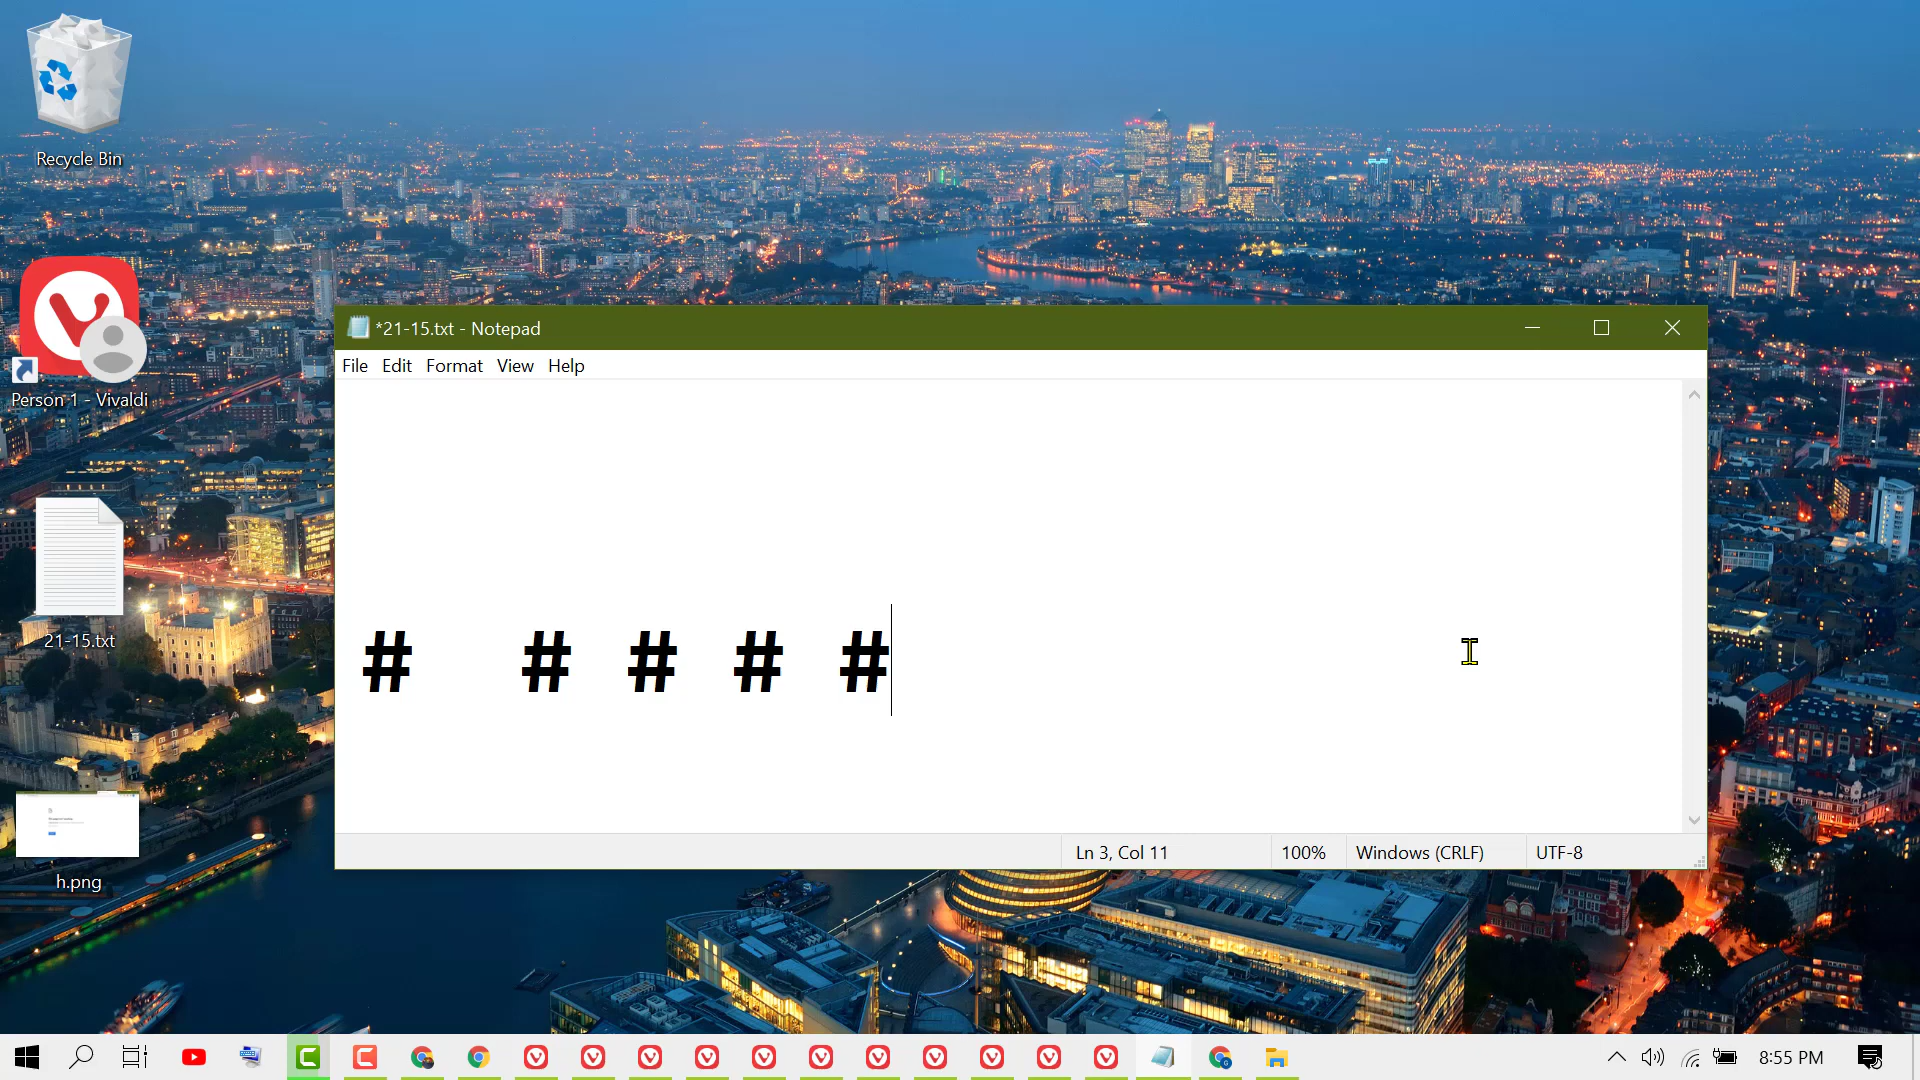 Recycle Bin
Person 1 - Vivaldi
21-15.txt
h.png
*21-15.txt - Notepad
File Edit Format View Help
#   # # # #
Ln 3, Col 11
100%
Windows (CRLF)
UTF-8
8:55 PM